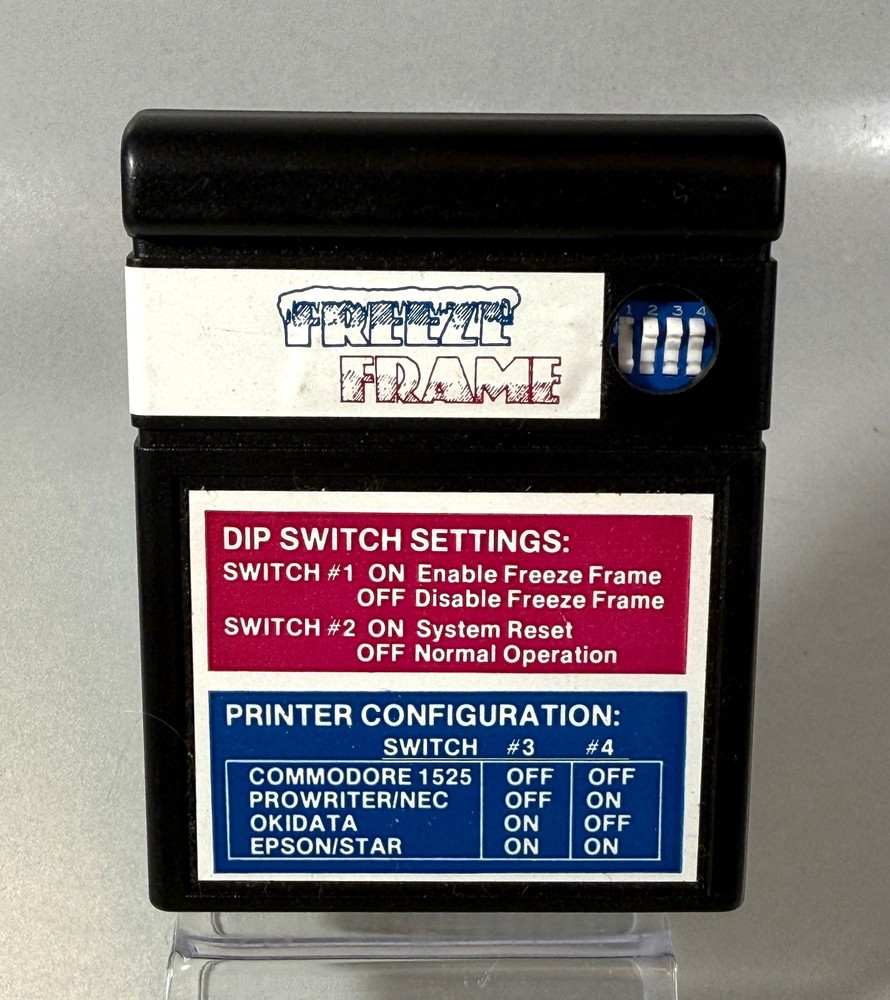 FREEZE
FRAME
1 2 3 4
DIP SWITCH SETTINGS:
SWITCH #1 ON Enable Freeze Frame
OFF Disable Freeze Frame
SWITCH #2 ON System Reset
OFF Normal Operation
PRINTER CONFIGURATION:
SWITCH #3 #4
COMMODORE 1525 OFF OFF
PROWRITER/NEC OFF ON
OKIDATA ON OFF
EPSON/STAR ON ON